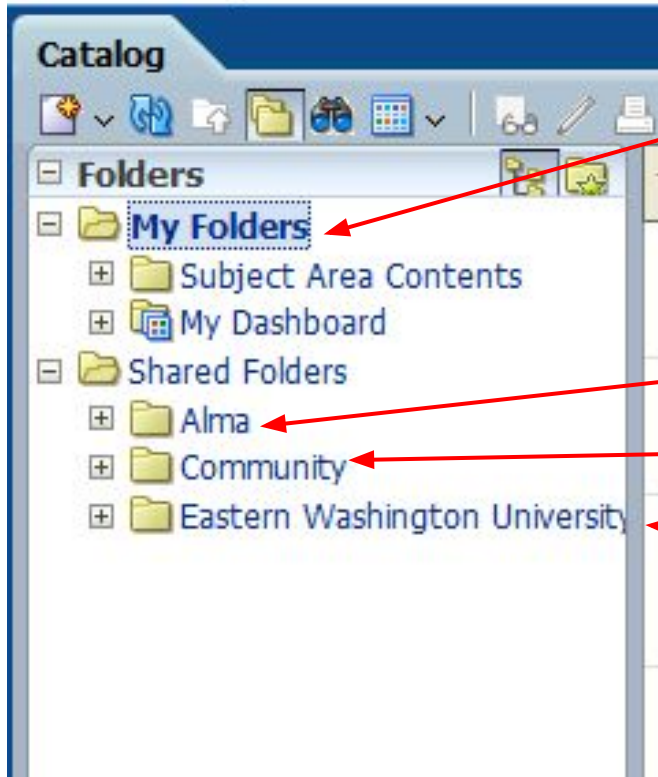 Catalog
Folders
My Folders
Subject Area Contents
My Dashboard
Shared Folders
Alma
Community
Eastern Washington University